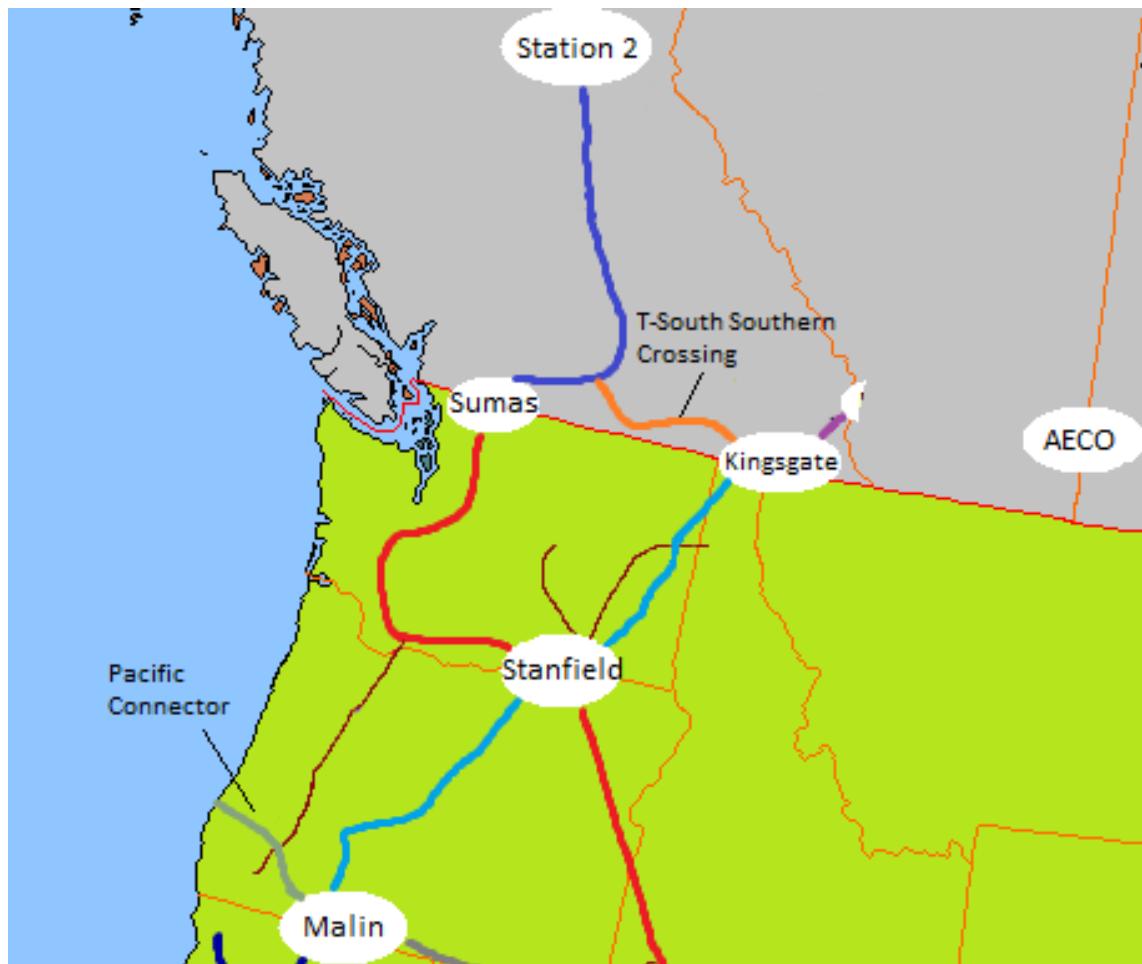 Station 2
T-South Southern
Crossing
Sumas
AECO
Kingsgate
Stanfield
Pacific
Connector
Malin